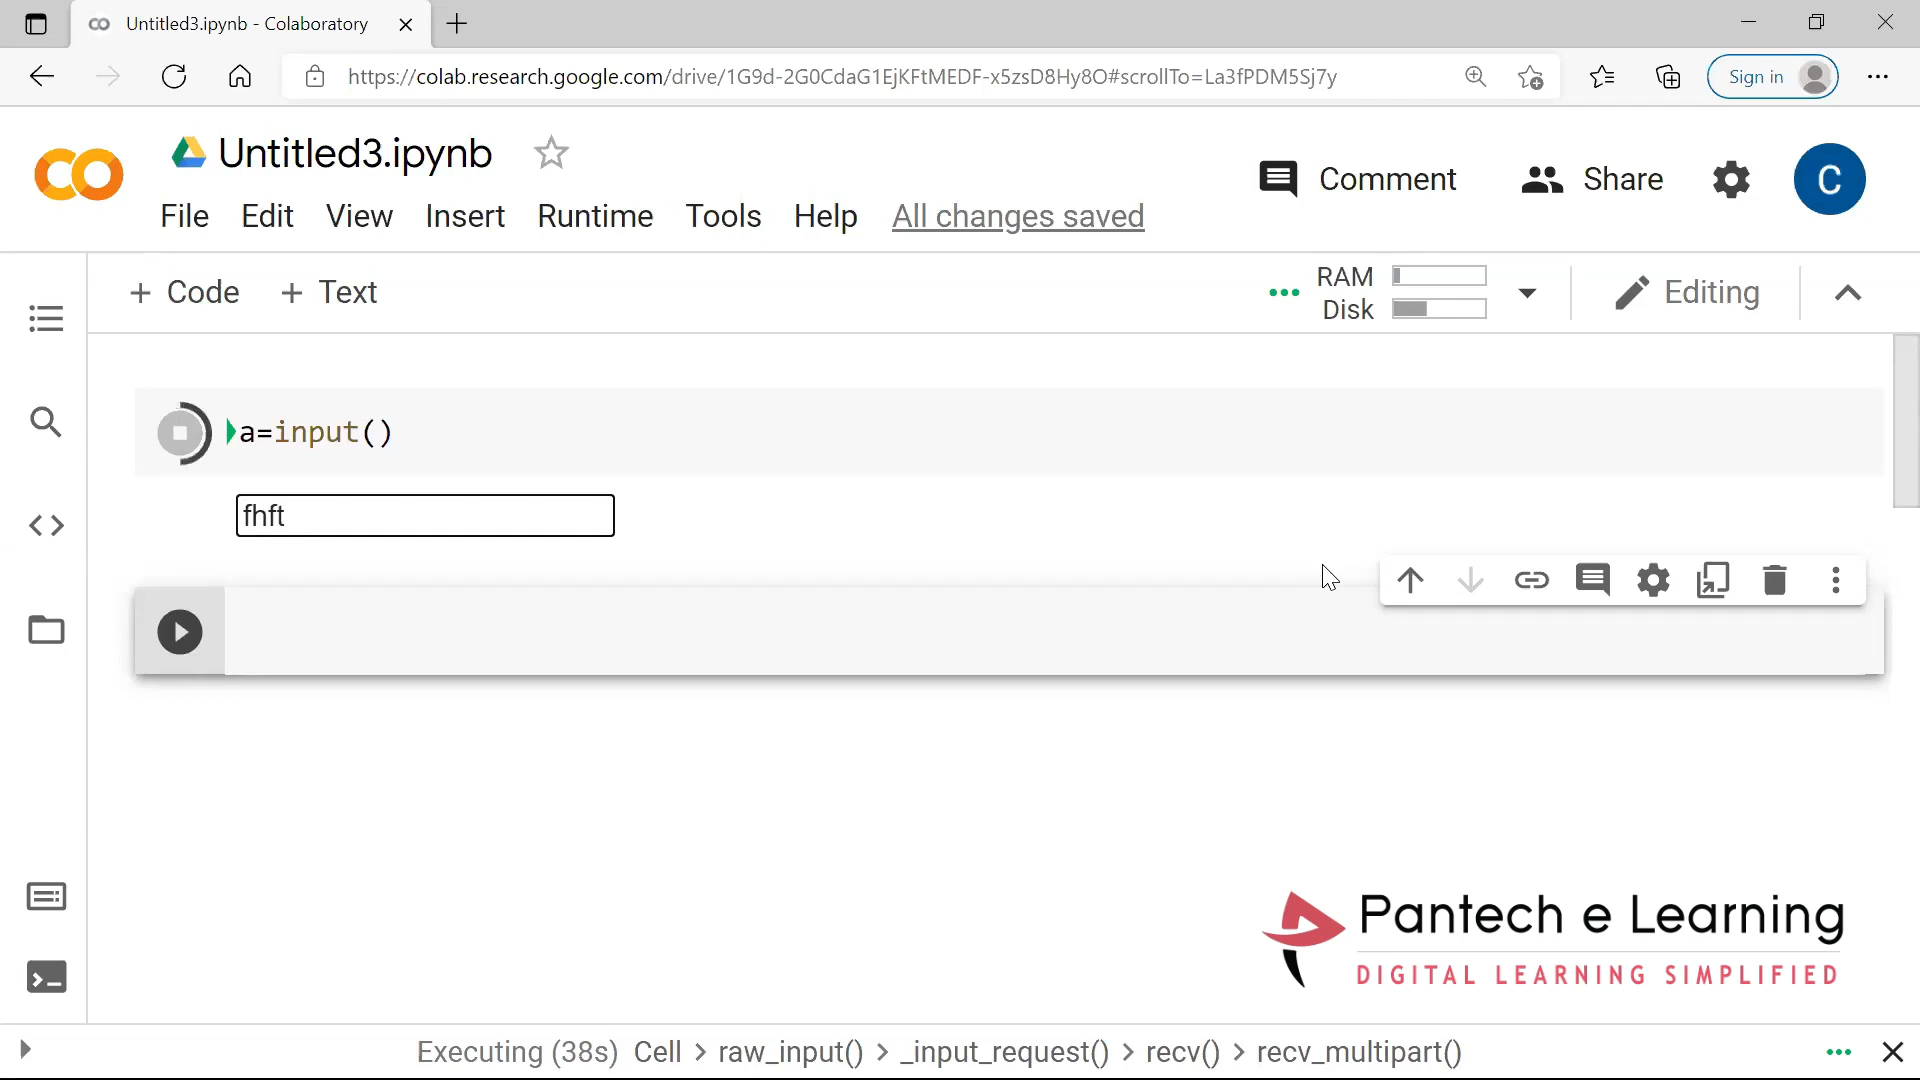 Untitled3.ipynb - Colaboratory
https://colab.research.google.com/drive/1G9d-2G0CdaG1EjKFtMEDF-x5zsD8Hy8O#scrollTo=La3fPDM5Sj7y
Sign in
Untitled3.ipynb
Comment
Share
C
File Edit View Insert Runtime Tools Help All changes saved
+ Code + Text
RAM
Disk
Editing
a=input()
fhft
Pantech e Learning
DIGITAL LEARNING SIMPLIFIED
Executing (38s) Cell > raw_input() > _input_request() > recv() > recv_multipart()